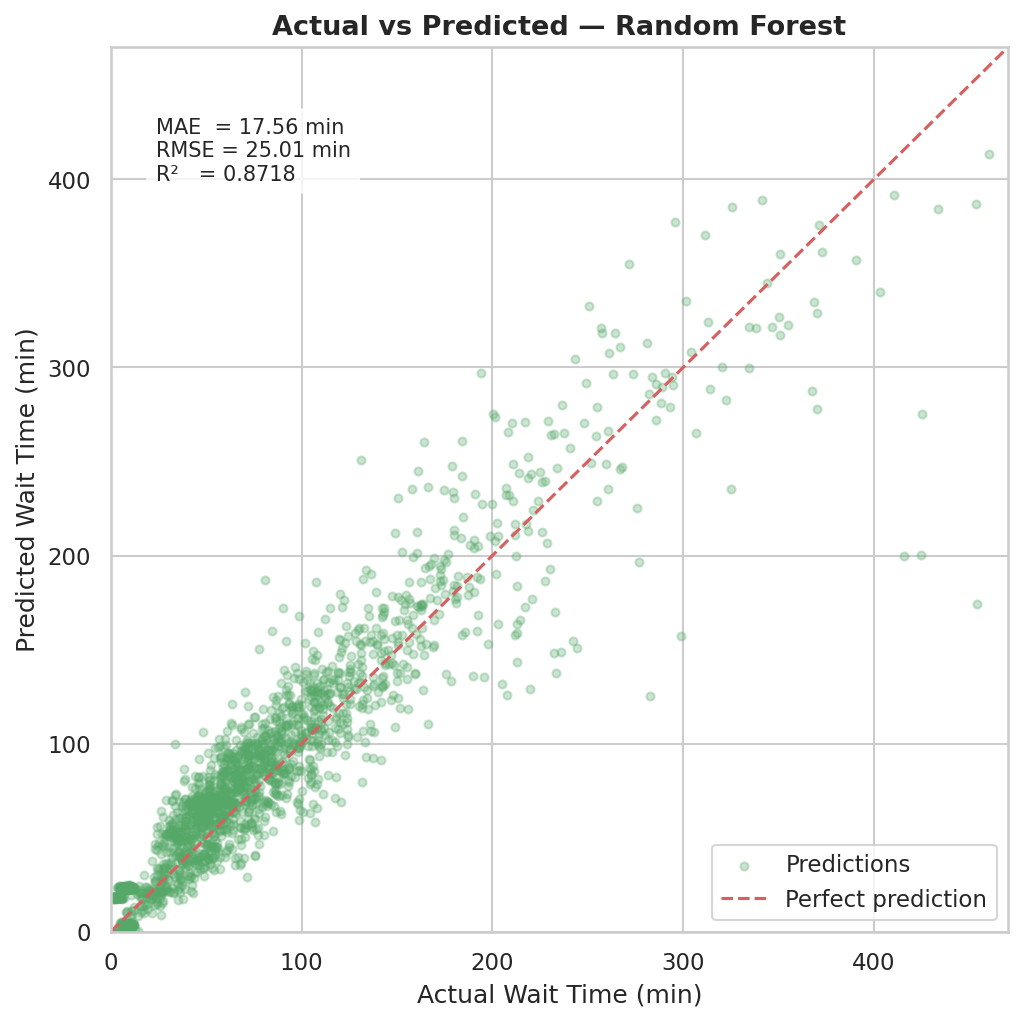 Actual vs Predicted — Random Forest
MAE  = 17.56 min
RMSE = 25.01 min
R²   = 0.8718
Predicted Wait Time (min)
400
300
200
100
0
0 100 200 300 400
Actual Wait Time (min)
Predictions
Perfect prediction